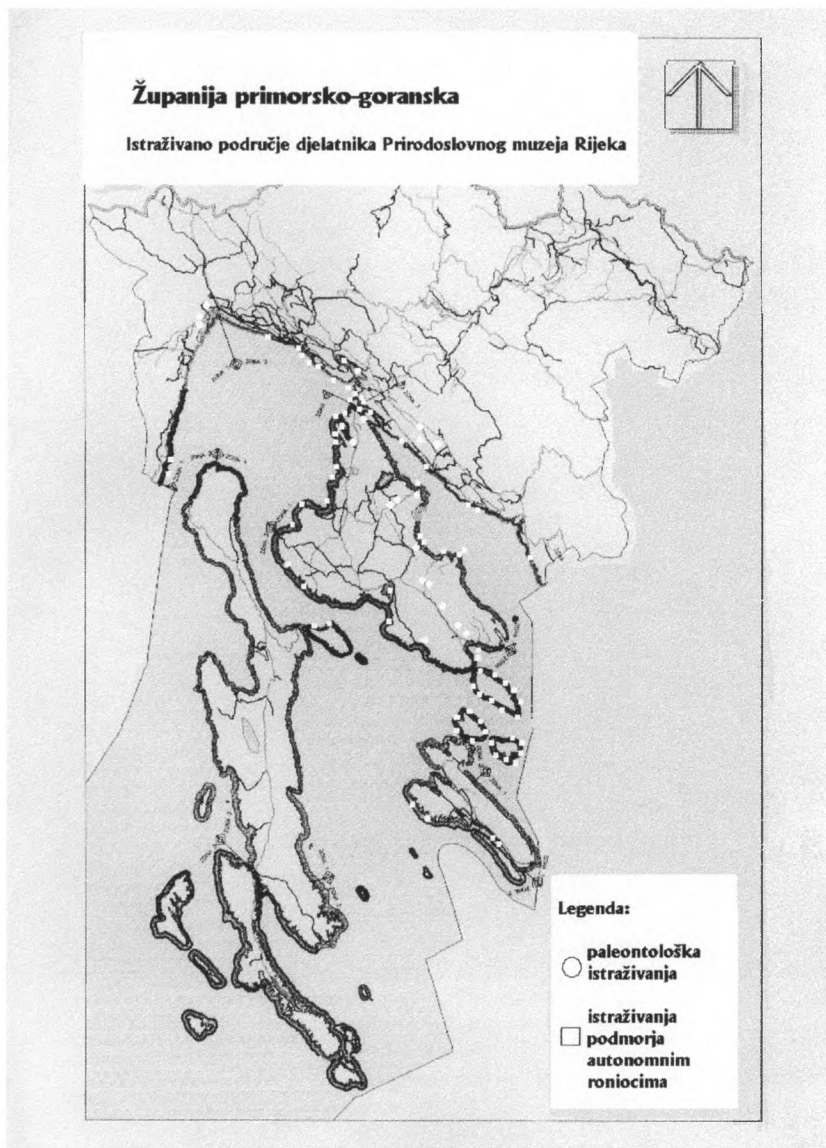 Županija primorsko-goranska
Istraživano područje djelatnika Prirodoslovnog muzeja Rijeka
Legenda:
paleontološka
istraživanja
istraživanja
podmorja
autonomnim
roniocima